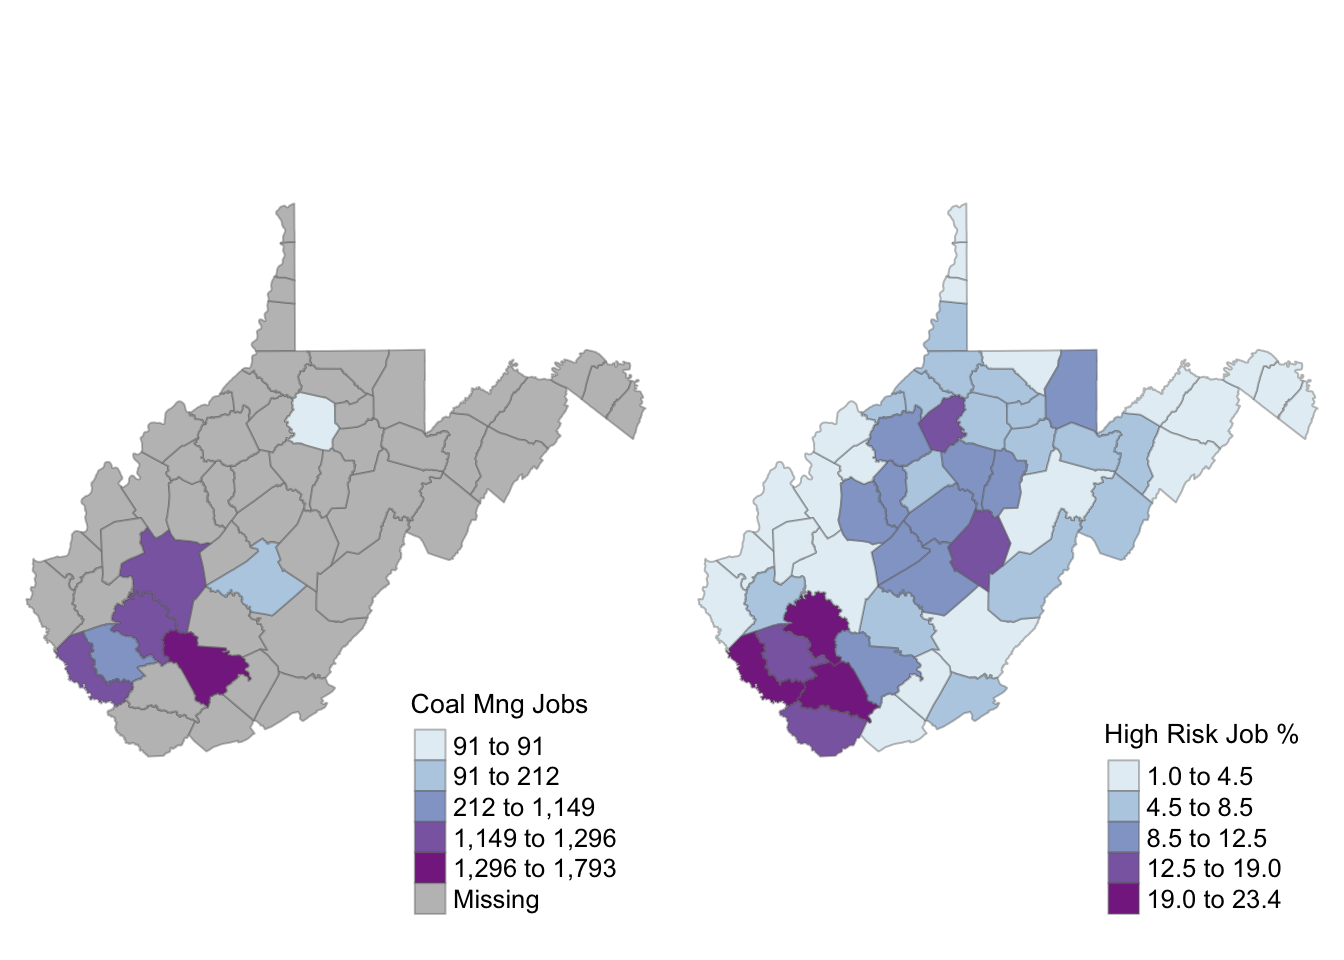 Coal Mng Jobs
91 to 91
91 to 212
212 to 1,149
1,149 to 1,296
1,296 to 1,793
Missing
High Risk Job %
1.0 to 4.5
4.5 to 8.5
8.5 to 12.5
12.5 to 19.0
19.0 to 23.4